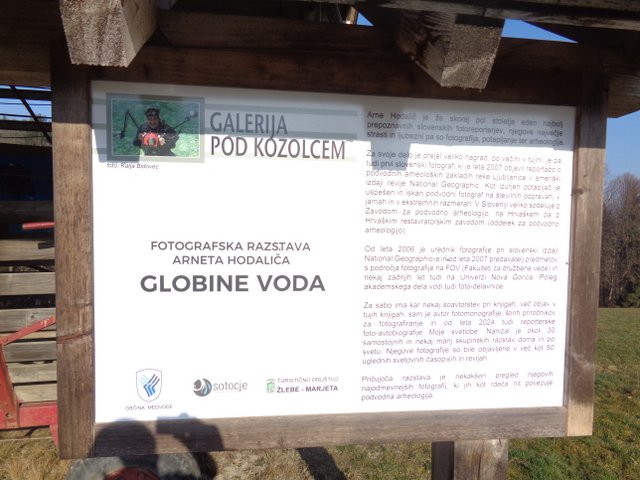 GALERIJA
POD KOZOLCEM
foto: Katja Bidovec
FOTOGRAFSKA RAZSTAVA
ARNETA HODALIČA
GLOBINE VODA
OBČINA MEDVODE
sotocje
TURISTIČNO DRUŠTVO
ŽLEBE - MARJETA
Arne Hodalič je že skoraj pol stoletja eden najbolj
prepoznavnih slovenskih fotoreporterjev, njegove največje
strasti in ljubezni pa so fotografija, potapljanje ter arheologija.
Za svoje delo je prejel veliko nagrad, po večini v tujini, je pa
tudi prvi slovenski fotograf, ki je leta 2007 objavil reportažo o
podvodnih arheoloških zakladih reke Ljubljanice v ameriški
izdaji revije National Geographic. Kot izurjen potapljač je
uspešen in iskan podvodni fotograf na številnih odpravah, v
jamah in v ekstremnih razmerah. V Sloveniji veliko sodeluje z
Zavodom za podvodno arheologijo, na Hrvaškem pa s
Hrvaškim restavratorskim zavodom (oddelek za podvodno
arheologijo).
Od leta 2006 je urednik fotografije pri slovenski izdaji
National Geographic-a in od leta 2007 predavatelj predmetov
s področja fotografije na FDV (Fakulteti za družbene vede) in
nekaj zadnjih let tudi na Univerzi Nova Gorica. Poleg
akademskega dela vodi tudi foto-delavnice.
Za sabo ima kar nekaj soavtorstev pri knjigah, več objav v
tujih knjigah, sam je avtor fotomonografije, štirih priročnikov
za fotografiranje in od leta 2024 tudi reporterske
foto-avtobiografije Moje svetlobe. Nanizal je okoli 30
samostojnih in nekaj manj skupinskih razstav doma in po
svetu. Njegove fotografije so bile objavljene v več kot 50
uglednih svetovnih časopisih in revijah.
Pričujoča razstava je nekakšen pregled njegovih
najodmevnejših fotografij, ki jih kot rdeča nit povezuje
podvodna arheologija.